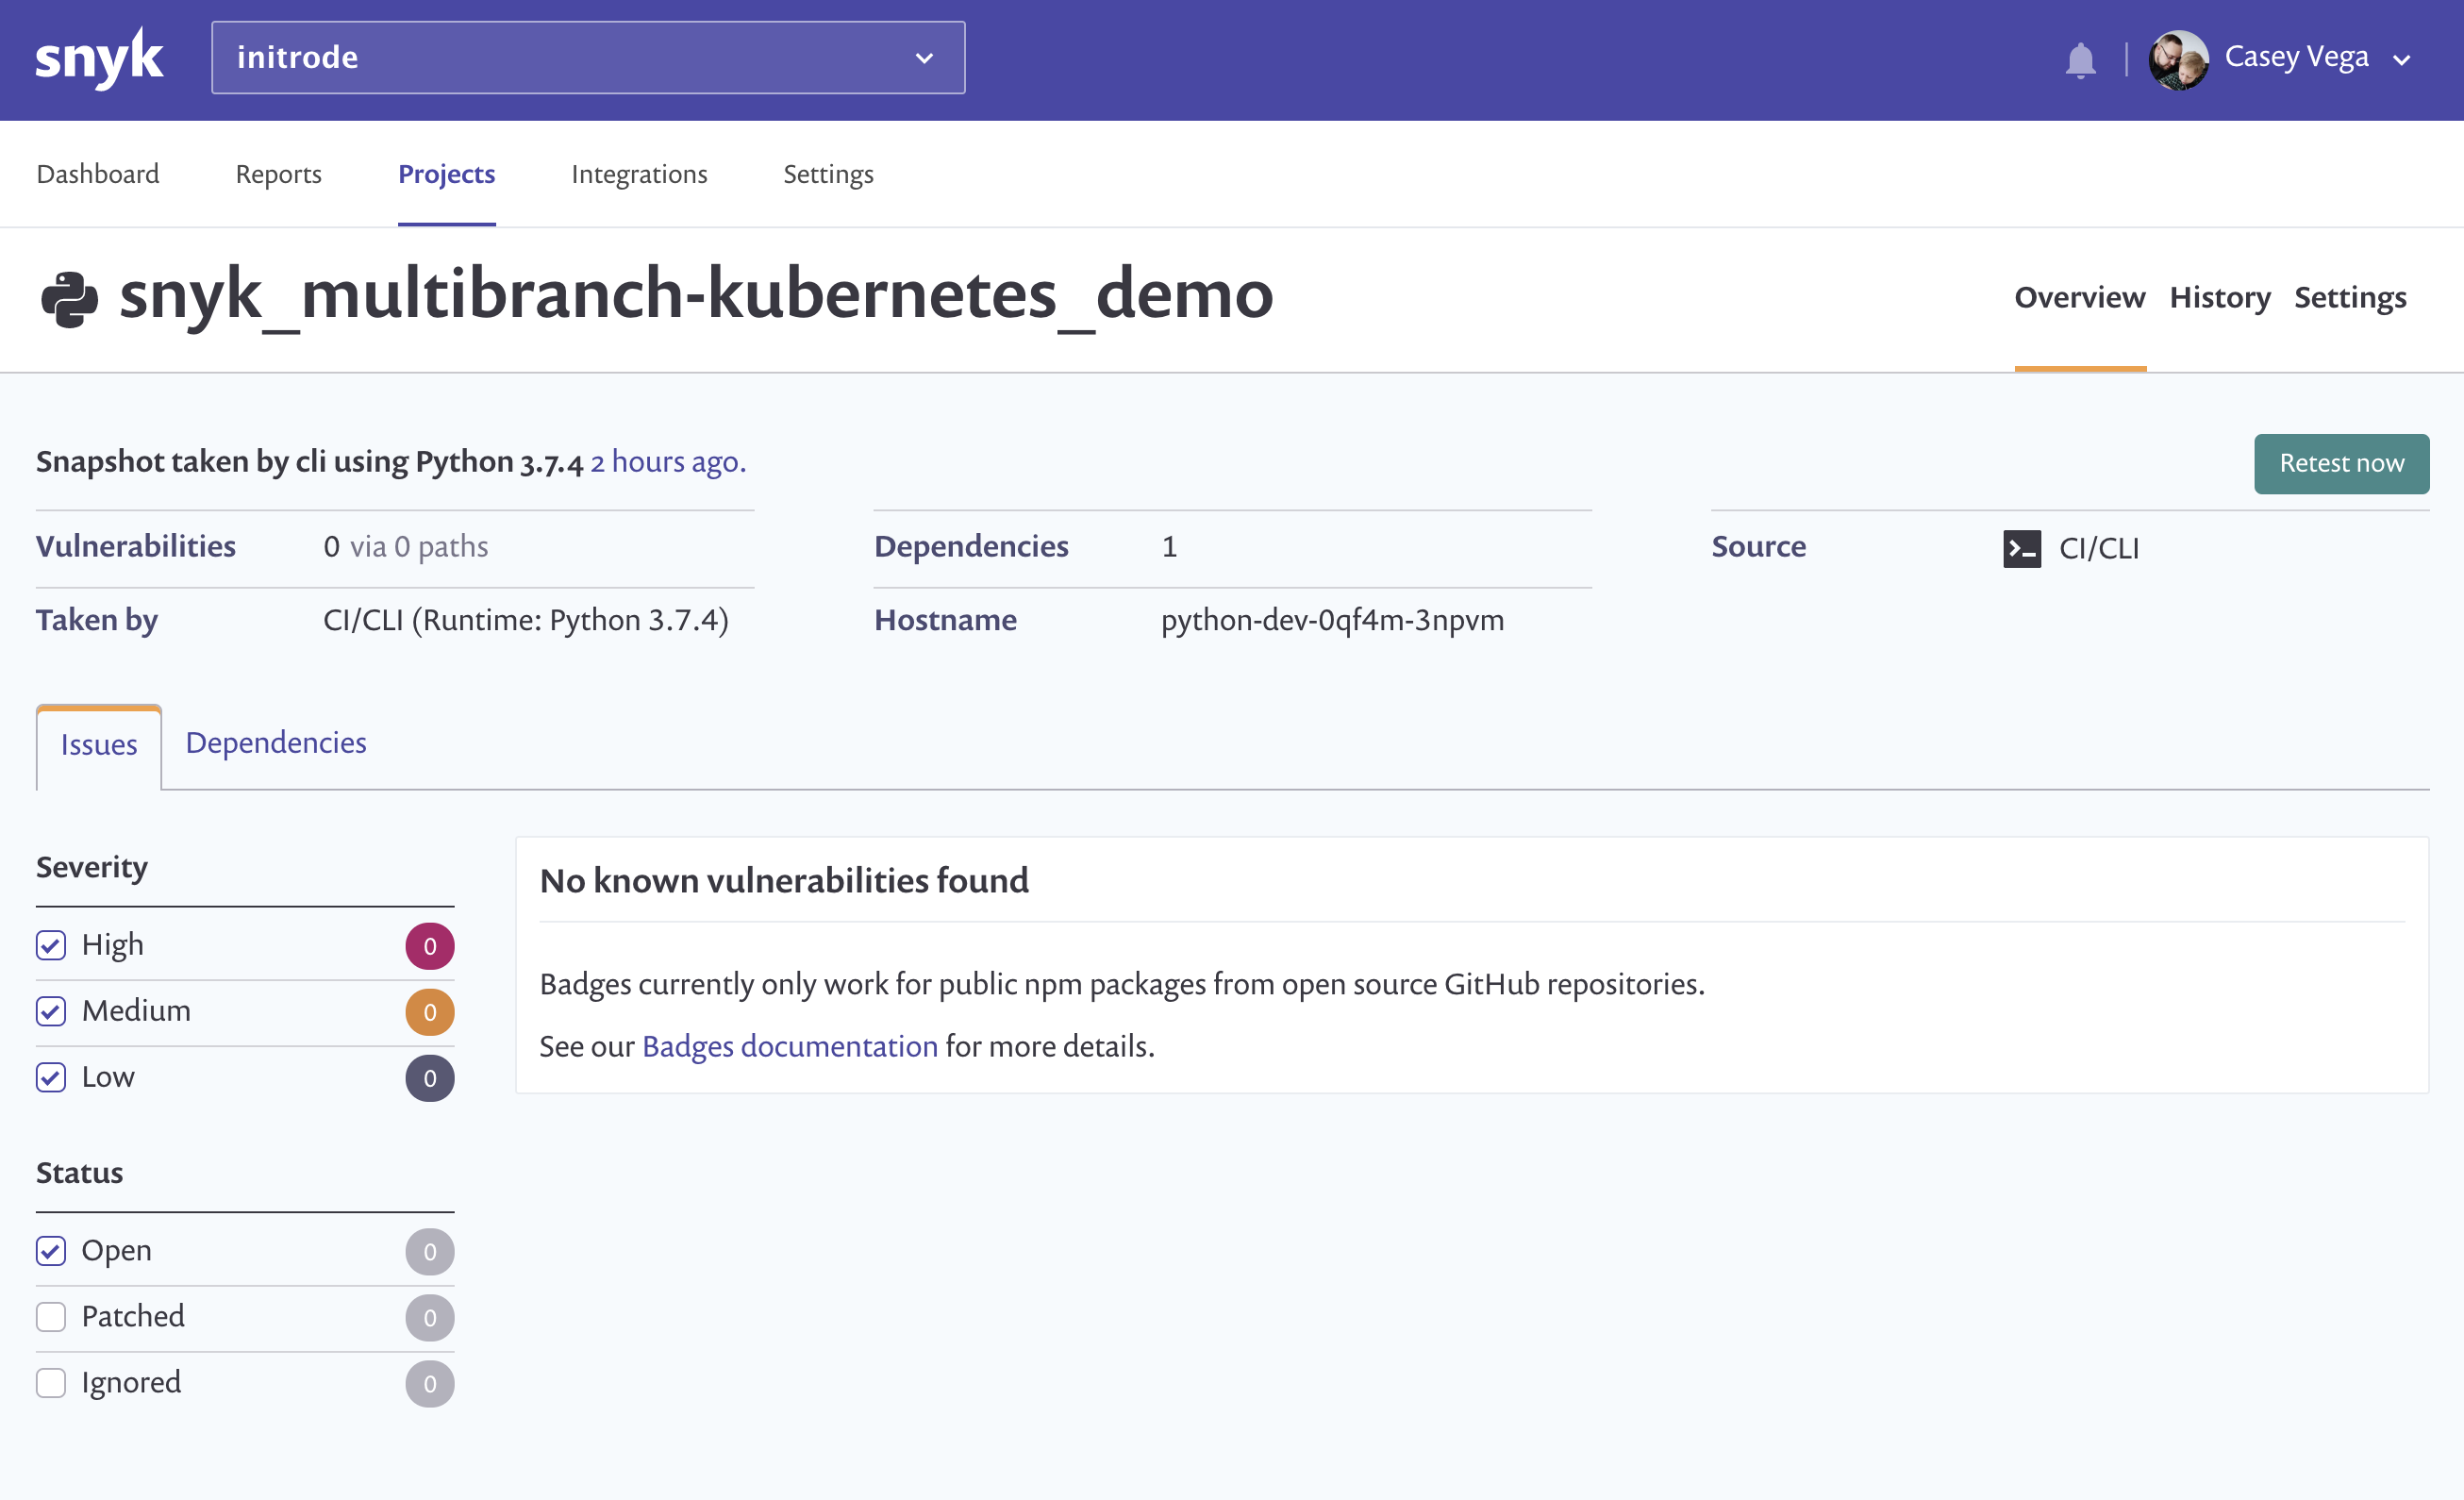 snyk initrode Casey Vega
Dashboard Reports Projects Integrations Settings
snyk_multibranch-kubernetes_demo Overview History Settings
Snapshot taken by cli using Python 3.7.4 2 hours ago. Retest now
Vulnerabilities 0 via 0 paths Dependencies 1 Source >_ CI/CLI
Taken by CI/CLI (Runtime: Python 3.7.4) Hostname python-dev-0qf4m-3npvm
Issues Dependencies
Severity
High 0
Medium 0
Low 0
Status
Open 0
Patched 0
Ignored 0
No known vulnerabilities found
Badges currently only work for public npm packages from open source GitHub repositories.
See our Badges documentation for more details.